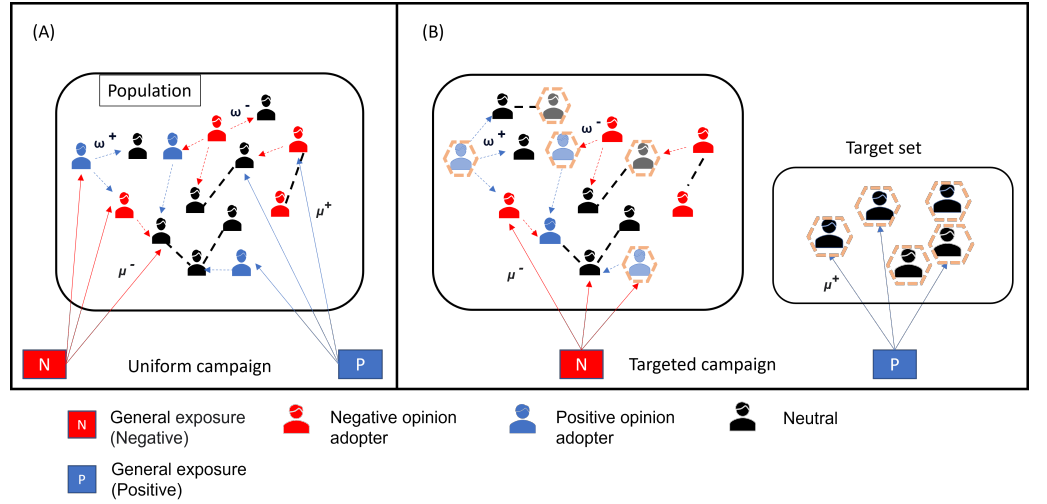 (A)
Population
ω -
ω +
μ +
μ -
N
Uniform campaign
P
(B)
ω -
ω +
μ -
Target set
μ +
N
Targeted campaign
P
N
General exposure
(Negative)
Negative opinion
adopter
Positive opinion
adopter
Neutral
P
General exposure
(Positive)